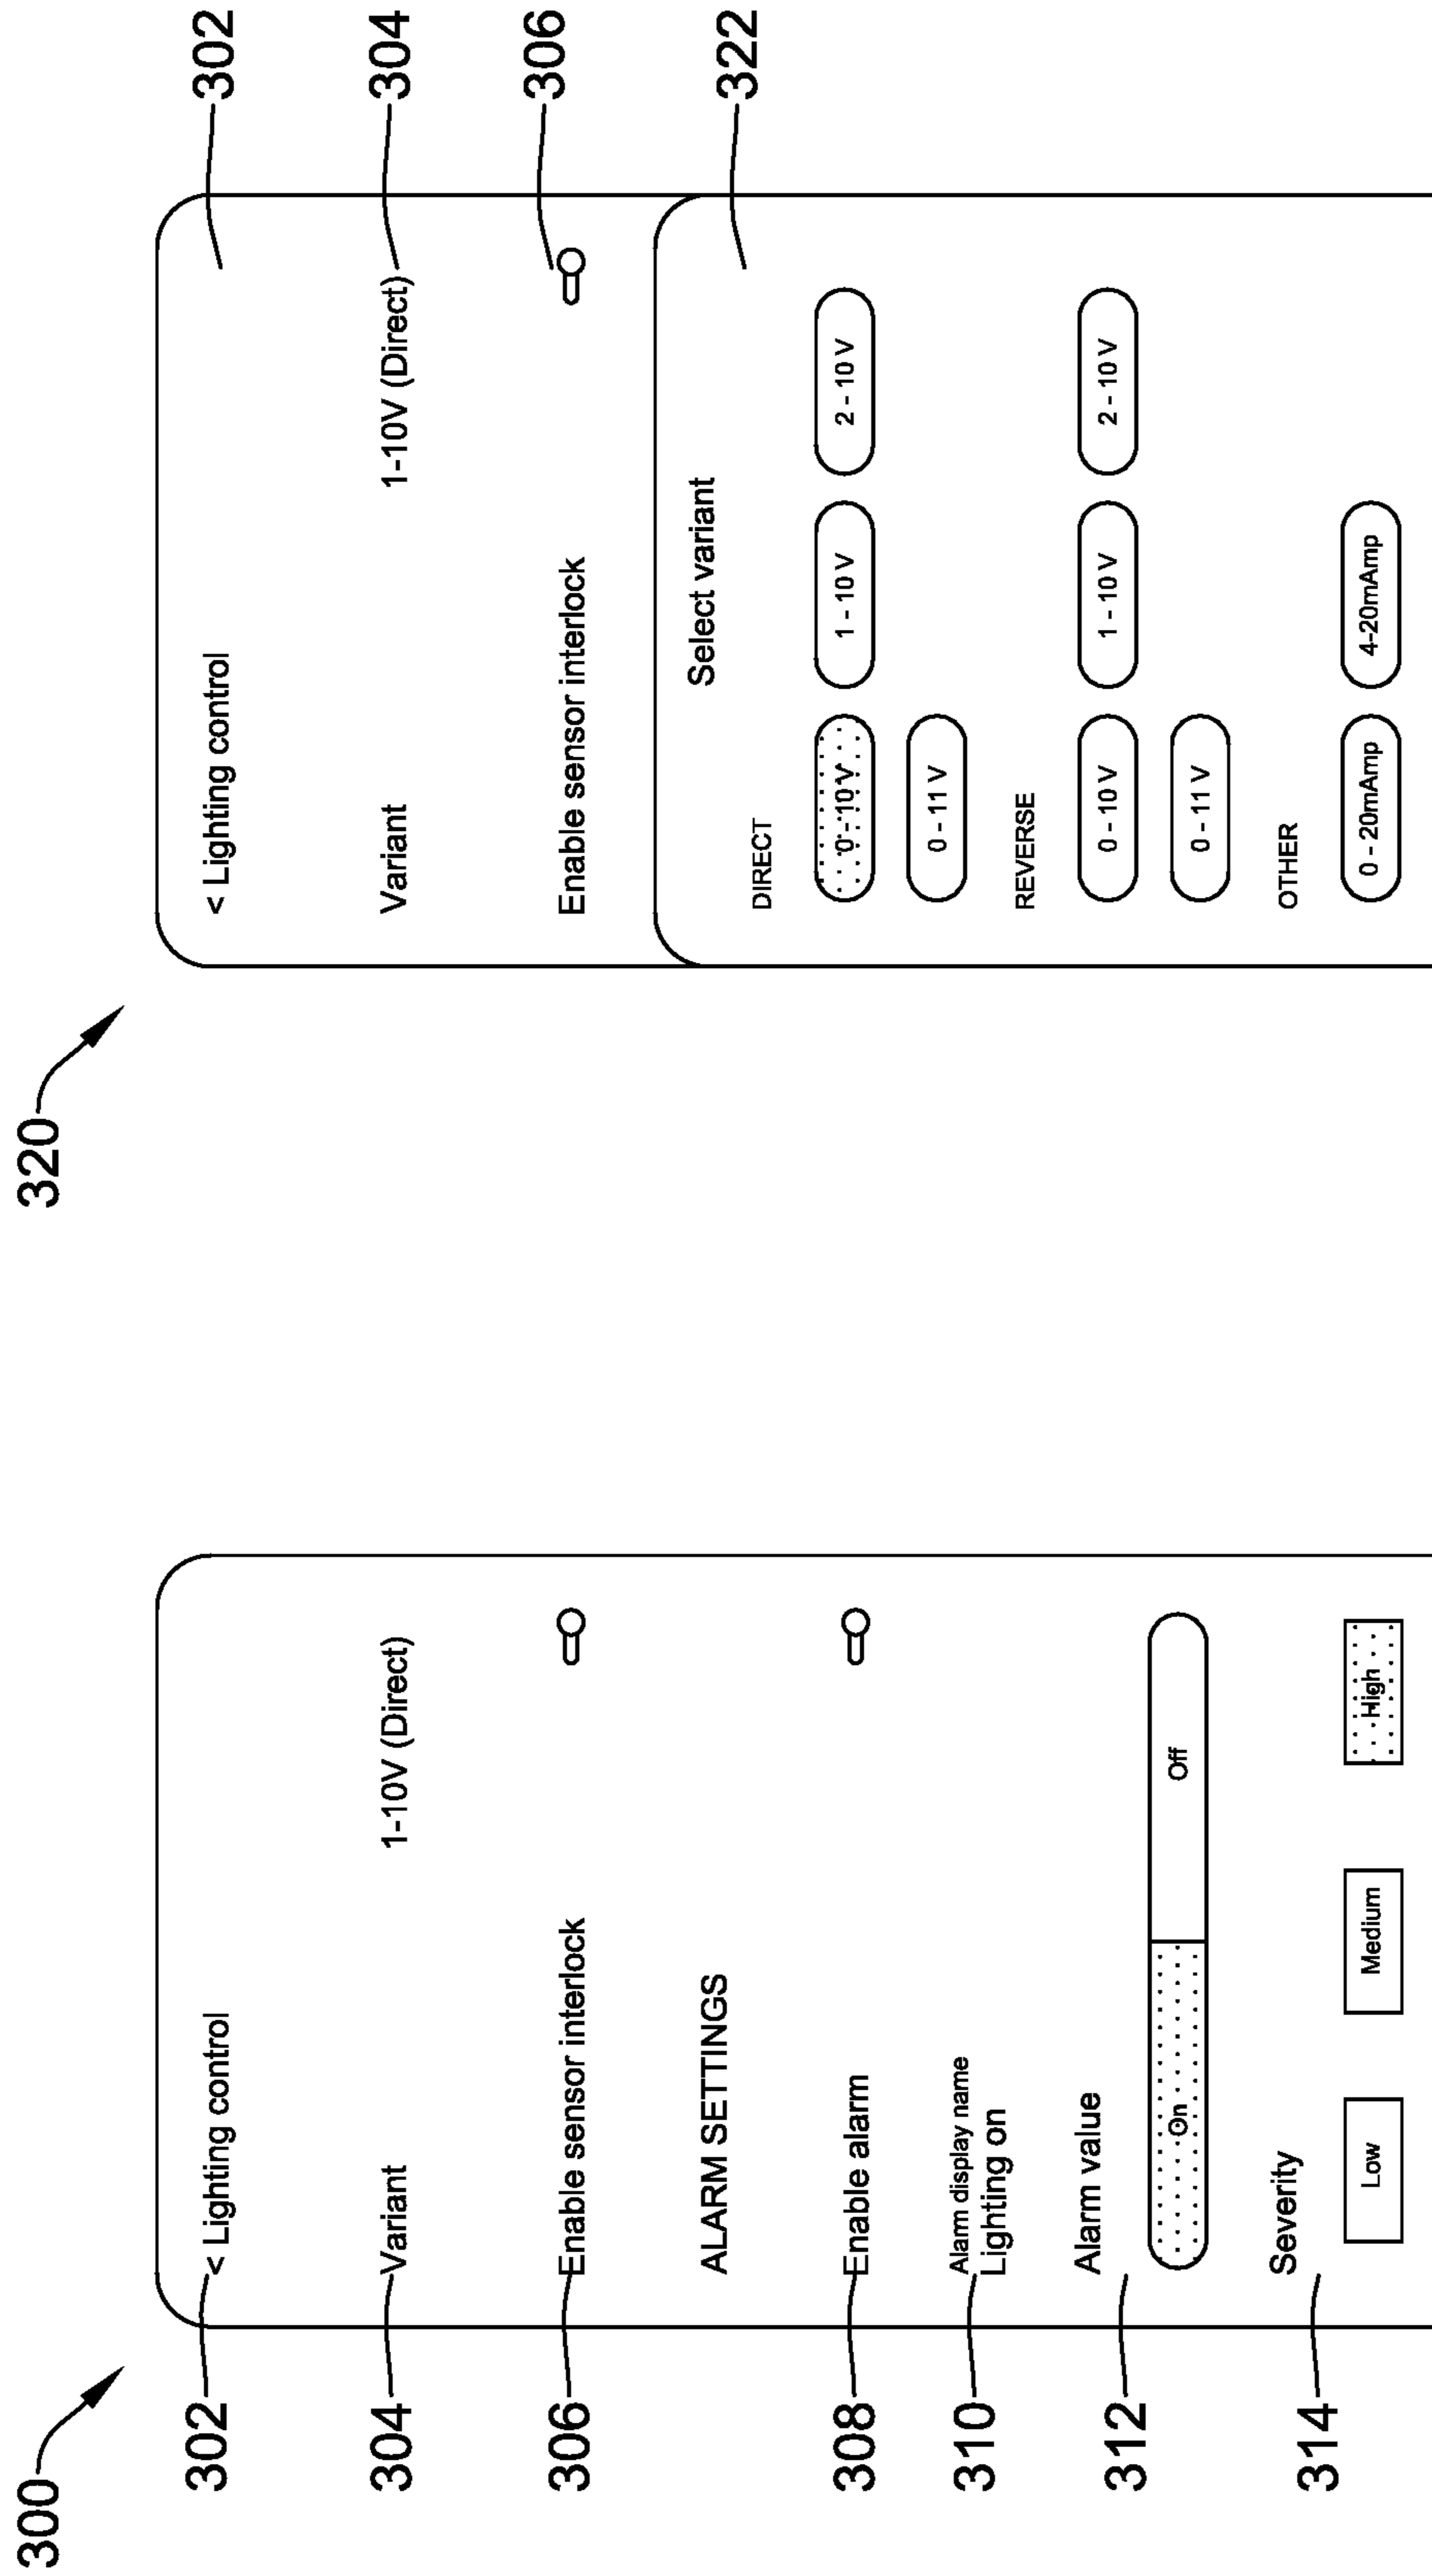 300
302
< Lighting control
304
Variant
1-10V (Direct)
306
Enable sensor interlock
ALARM SETTINGS
308
Enable alarm
310
Alarm display name
Lighting on
312
Alarm value
On
Off
314
Severity
Low
Medium
High
320
< Lighting control
302
Variant
1-10V (Direct)
304
Enable sensor interlock
306
Select variant
322
DIRECT
0 - 10 V
1 - 10 V
2 - 10 V
0 - 11 V
REVERSE
0 - 10 V
1 - 10 V
2 - 10 V
0 - 11 V
OTHER
0 - 20mAmp
4-20mAmp